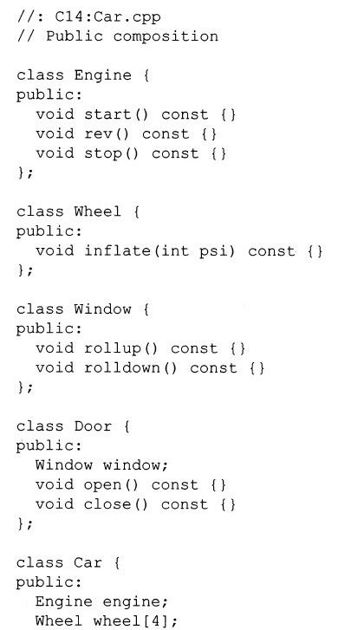 //: C14:Car.cpp
// Public composition

class Engine {
public:
  void start() const {}
  void rev() const {}
  void stop() const {}
};

class Wheel {
public:
  void inflate(int psi) const {}
};

class Window {
public:
  void rollup() const {}
  void rolldown() const {}
};

class Door {
public:
  Window window;
  void open() const {}
  void close() const {}
};

class Car {
public:
  Engine engine;
  Wheel wheel[4];